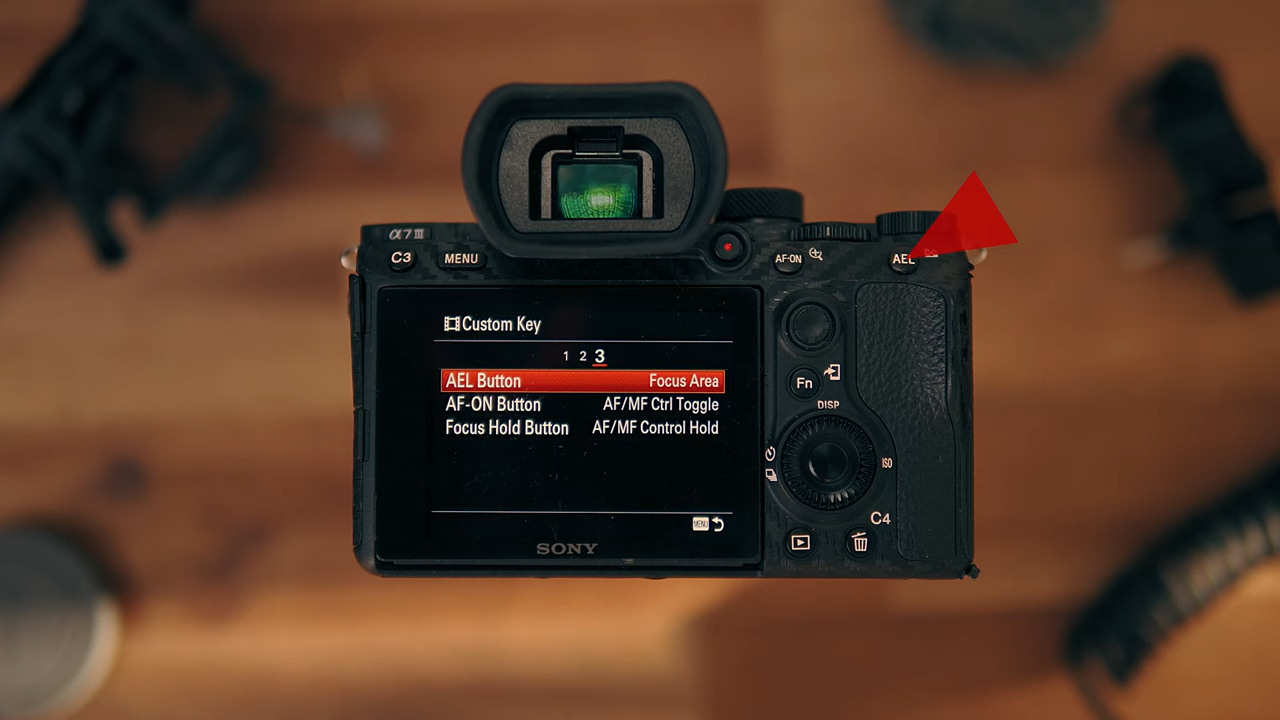 α7III
C3
MENU
AF-ON
AEL
Custom Key
1 2 3
AEL Button Focus Area
AF-ON Button AF/MF Ctrl Toggle
Focus Hold Button AF/MF Control Hold
MENU
Fn
DISP
ISO
C4
SONY